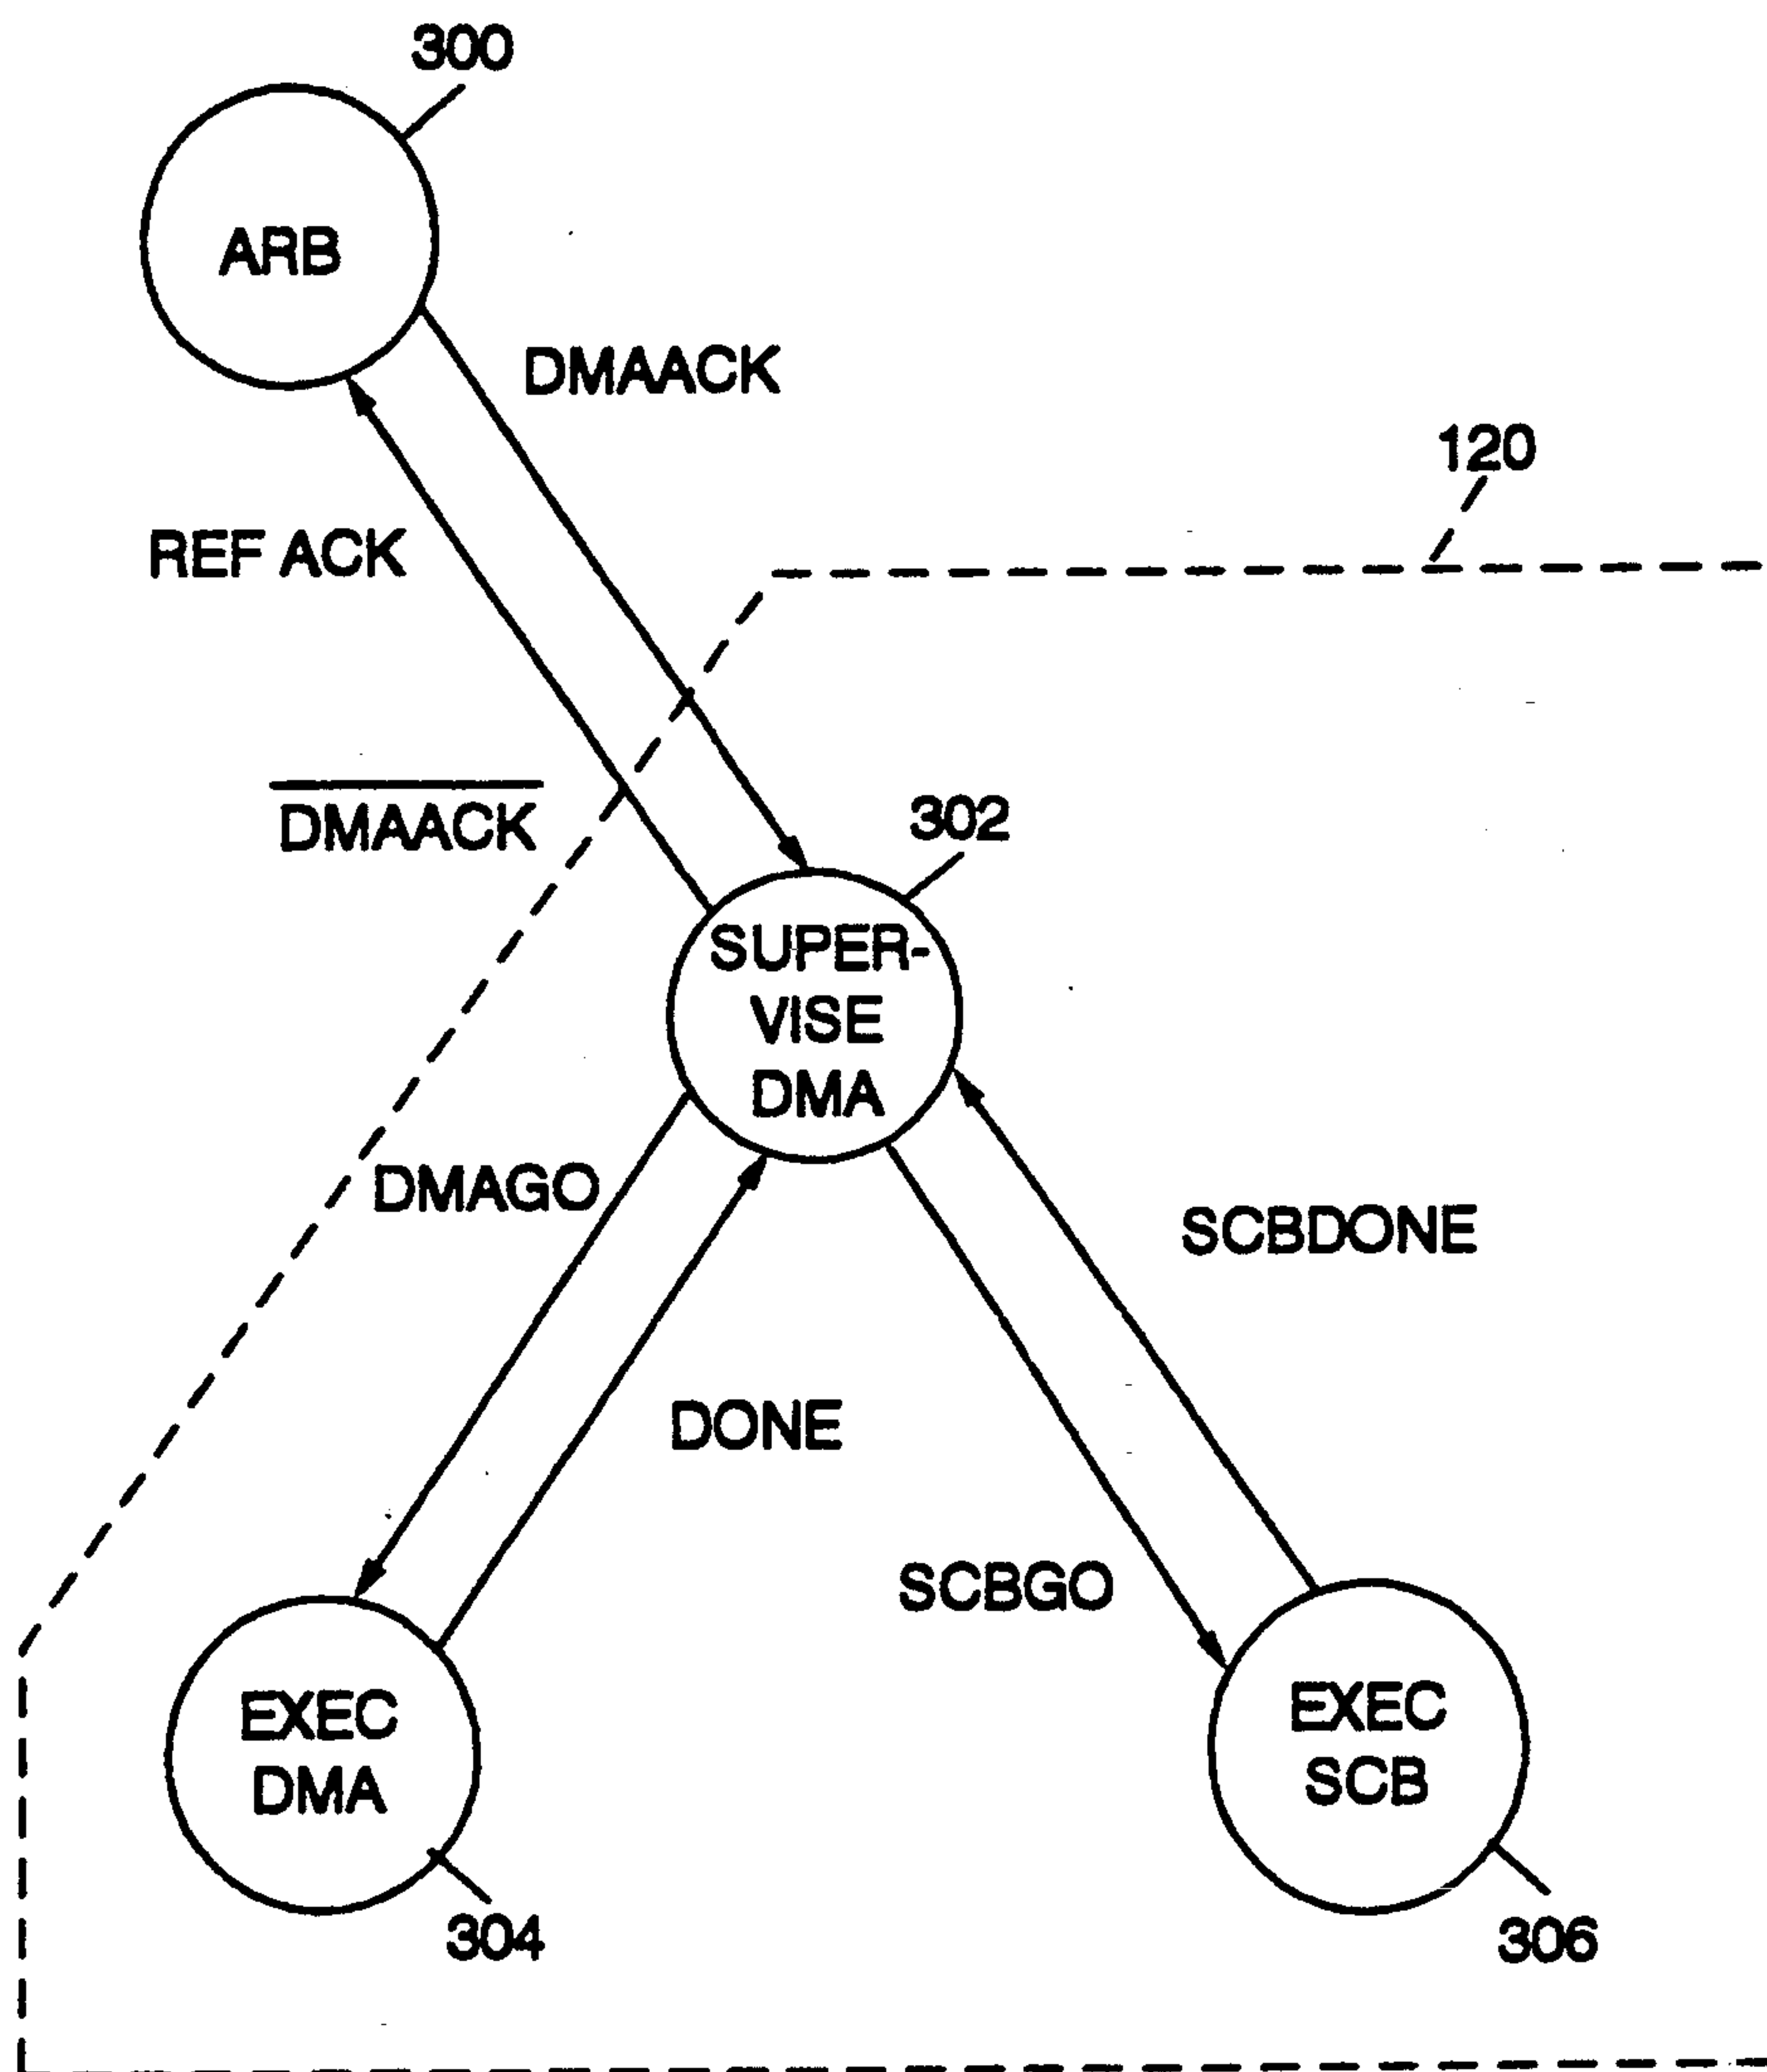 300
ARB
DMAACK
120
REF ACK
D̅M̅A̅A̅C̅K̅
302
SUPER-
VISE
DMA
DMAGO
SCBDONE
DONE
SCBGO
EXEC
DMA
EXEC
SCB
304
306